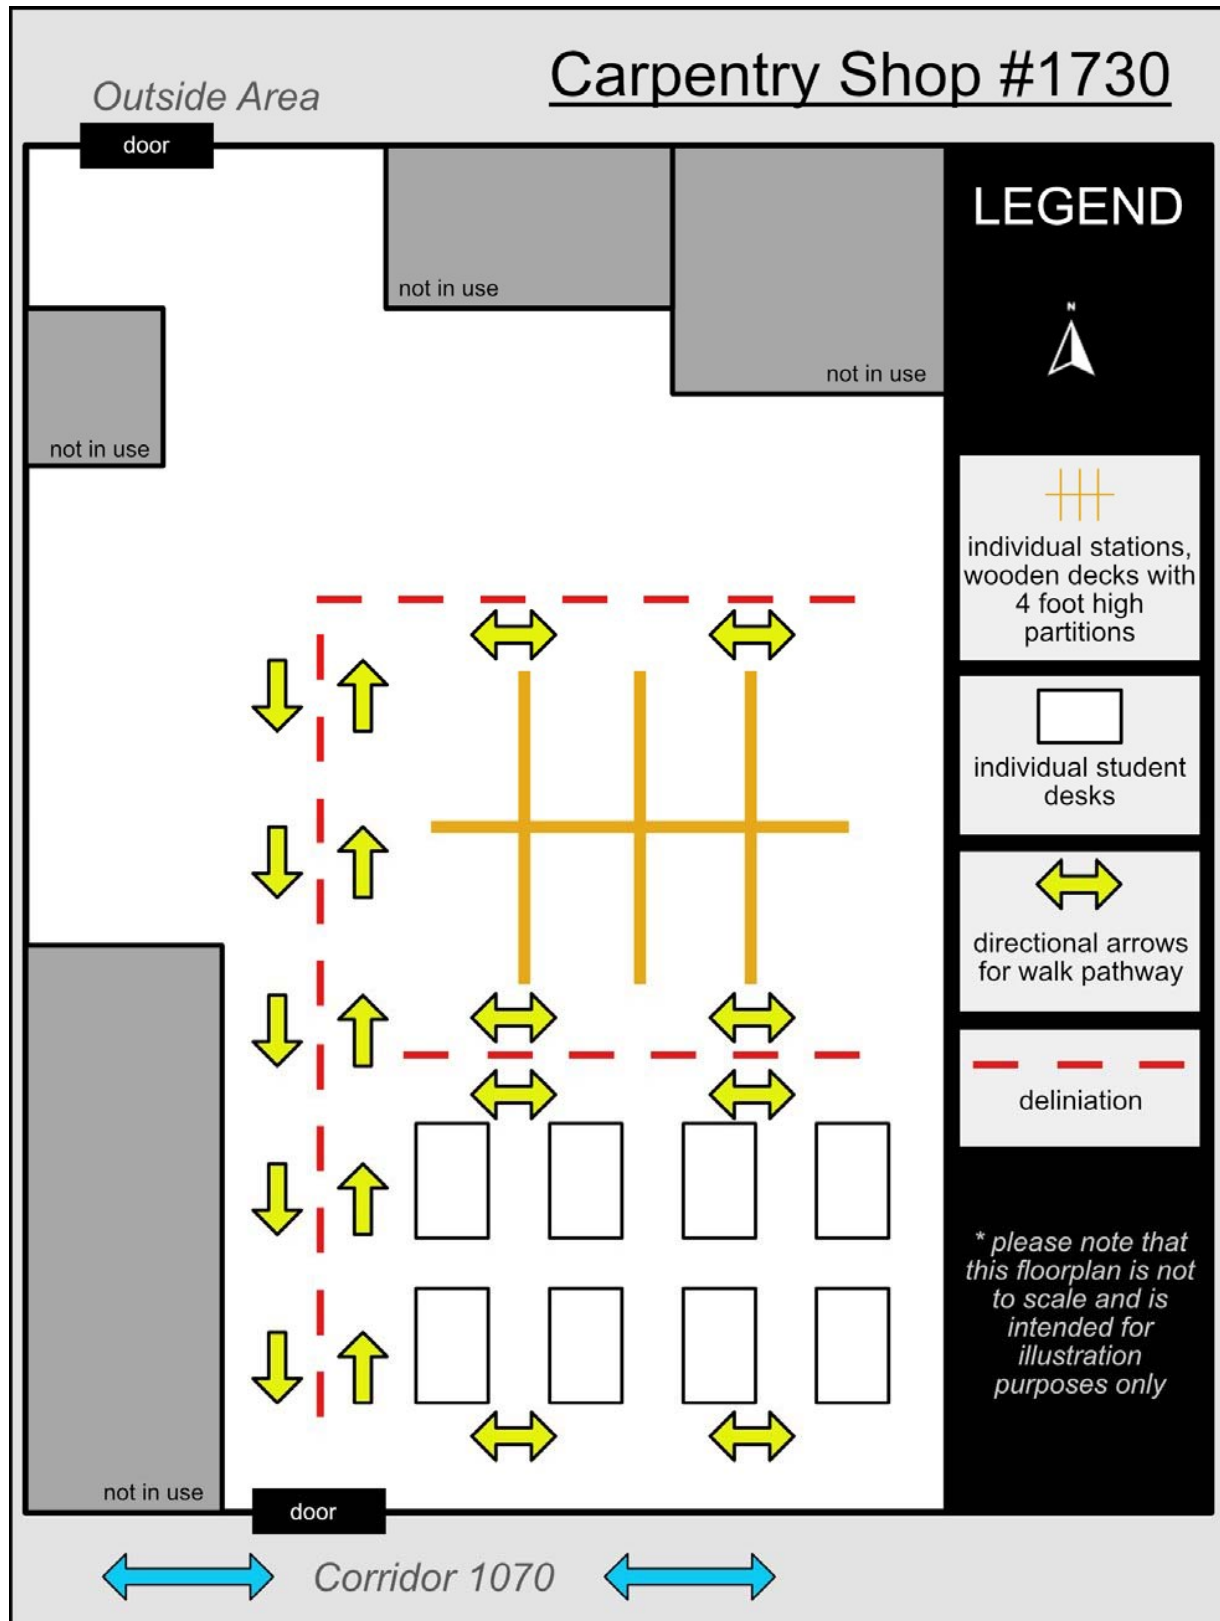 Carpentry Shop #1730
Outside Area
door
LEGEND
N
not in use
not in use
not in use
individual stations,
wooden decks with
4 foot high
partitions
individual student
desks
directional arrows
for walk pathway
deliniation
* please note that
this floorplan is not
to scale and is
intended for
illustration
purposes only
not in use
door
Corridor 1070